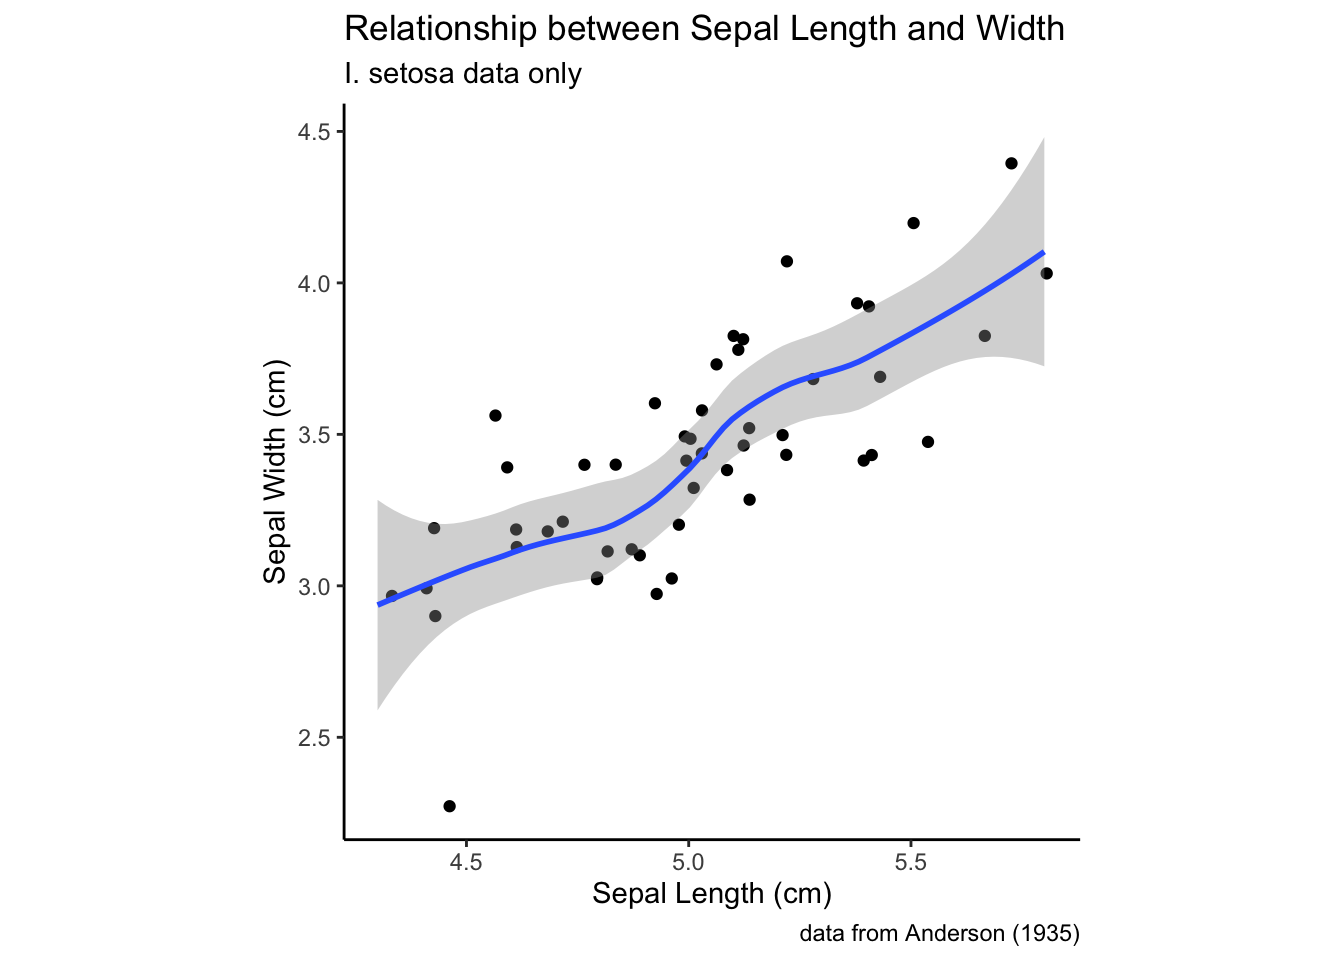 Relationship between Sepal Length and Width
I. setosa data only
4.5
4.0
3.5
3.0
2.5
Sepal Width (cm)
4.5 5.0 5.5
Sepal Length (cm)
data from Anderson (1935)